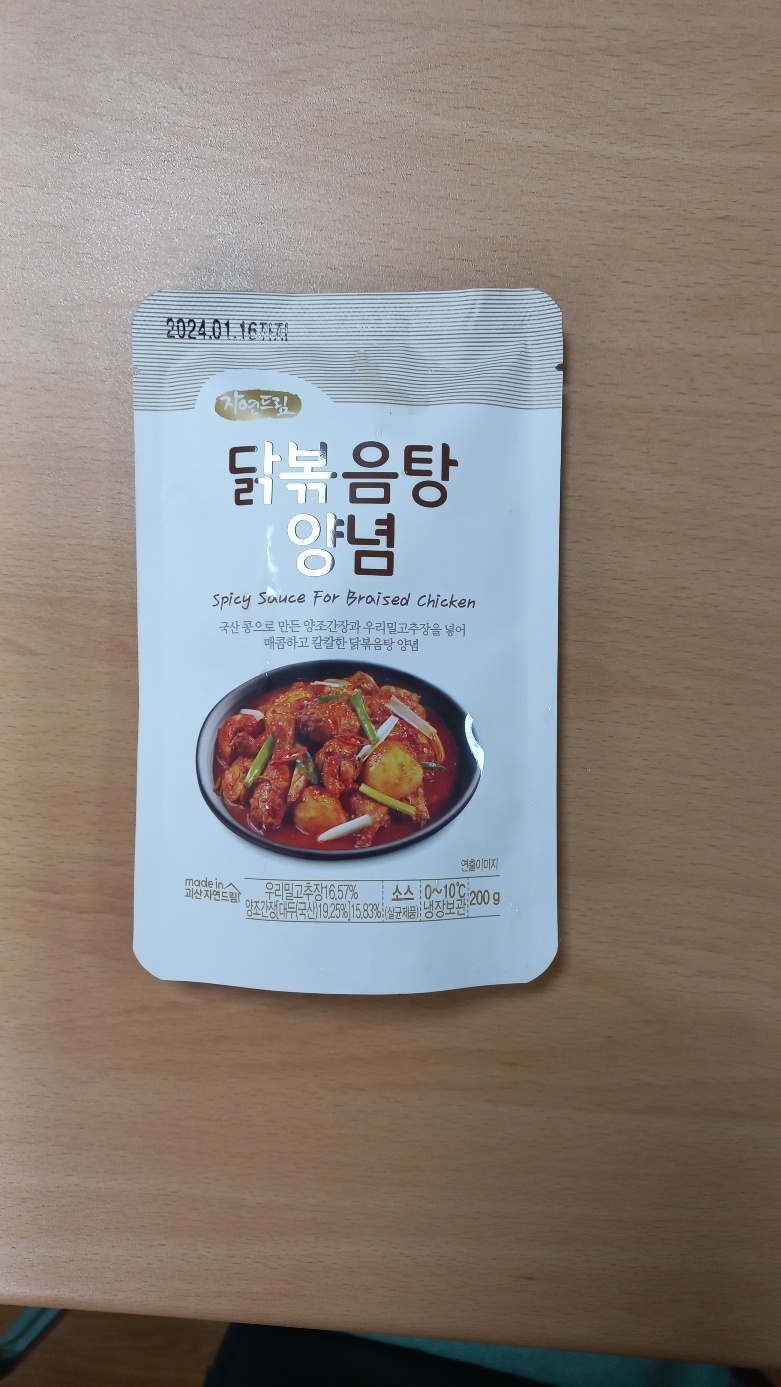 2024.01.16까지
자연드림
닭볶음탕
양념
Spicy Sauce For Braised Chicken
국산 콩으로 만든 양조간장과 우리밀고추장을 넣어
매콤하고 칼칼한 닭볶음탕 양념
연출이미지
made in
괴산자연드림
우리밀고추장16.57%
양조간장[대두(국산)19.25%]15.83%
소스
(살균제품)
0~10℃
냉장보관
200 g